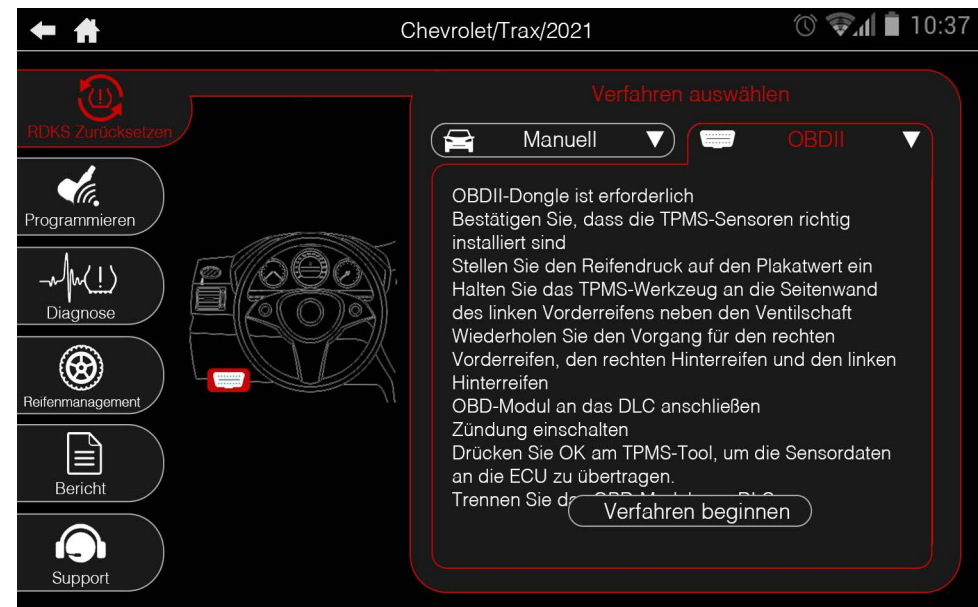 Chevrolet/Trax/2021
10:37
RDKS Zurücksetzen
Programmieren
Diagnose
Reifenmanagement
Bericht
Support
Verfahren auswählen
Manuell
OBDII
OBDII-Dongle ist erforderlich
Bestätigen Sie, dass die TPMS-Sensoren richtig
installiert sind
Stellen Sie den Reifendruck auf den Plakatwert ein
Halten Sie das TPMS-Werkzeug an die Seitenwand
des linken Vorderreifens neben den Ventilschaft
Wiederholen Sie den Vorgang für den rechten
Vorderreifen, den rechten Hinterreifen und den linken
Hinterreifen
OBD-Modul an das DLC anschließen
Zündung einschalten
Drücken Sie OK am TPMS-Tool, um die Sensordaten
an die ECU zu übertragen.
Trennen Sie
Verfahren beginnen